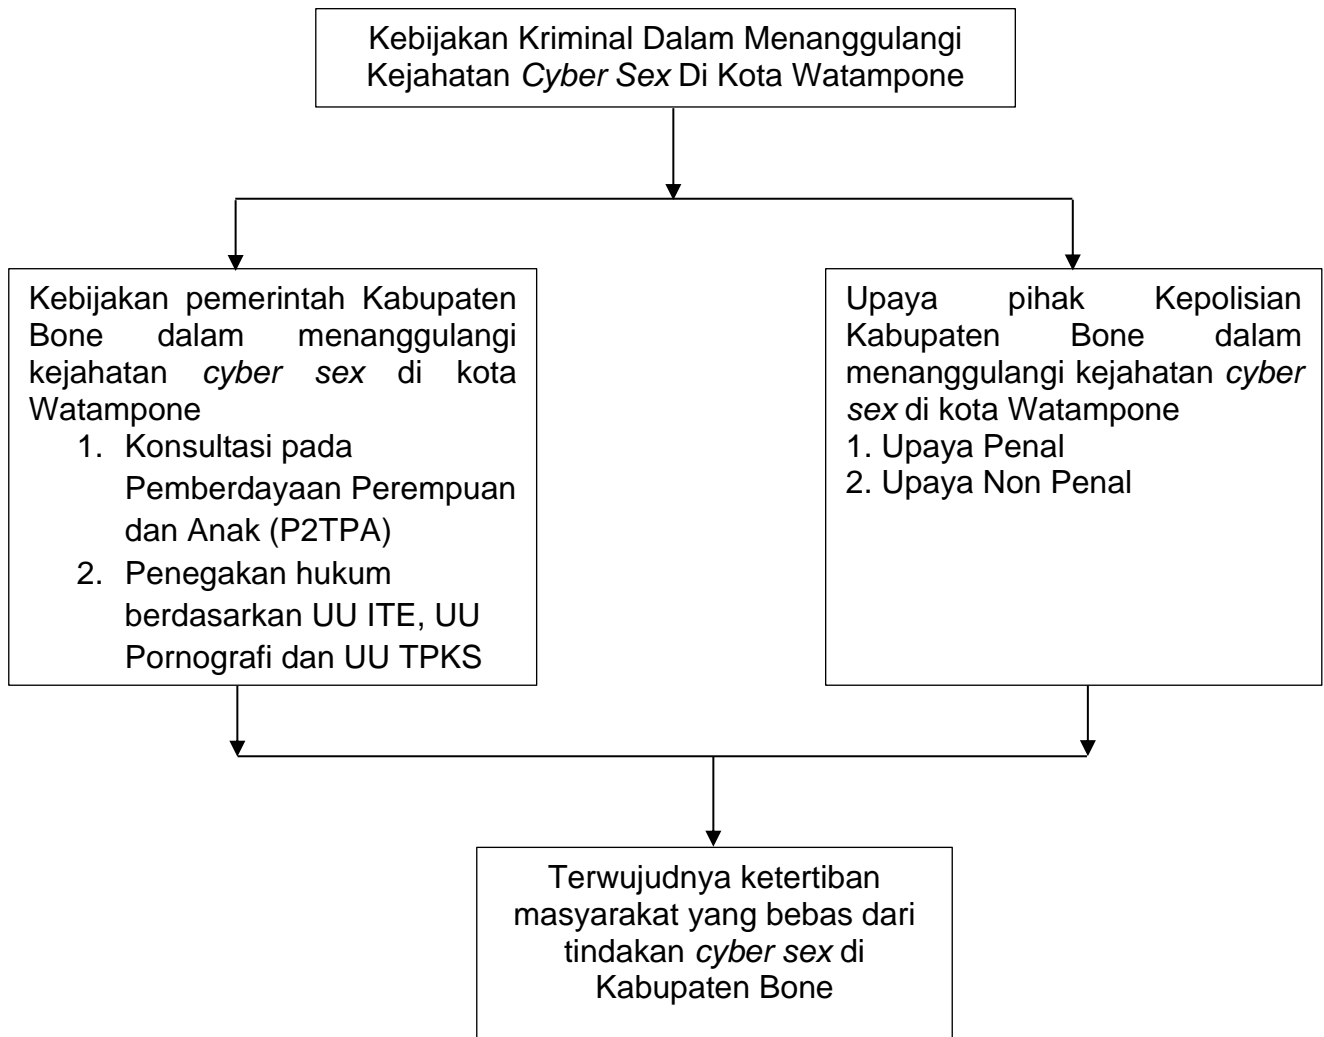 Kebijakan Kriminal Dalam Menanggulangi
Kejahatan Cyber Sex Di Kota Watampone
Kebijakan pemerintah Kabupaten
Bone dalam menanggulangi
kejahatan cyber sex di kota
Watampone
1. Konsultasi pada
Pemberdayaan Perempuan
dan Anak (P2TPA)
2. Penegakan hukum
berdasarkan UU ITE, UU
Pornografi dan UU TPKS
Upaya pihak Kepolisian
Kabupaten Bone dalam
menanggulangi kejahatan cyber
sex di kota Watampone
1. Upaya Penal
2. Upaya Non Penal
Terwujudnya ketertiban
masyarakat yang bebas dari
tindakan cyber sex di
Kabupaten Bone